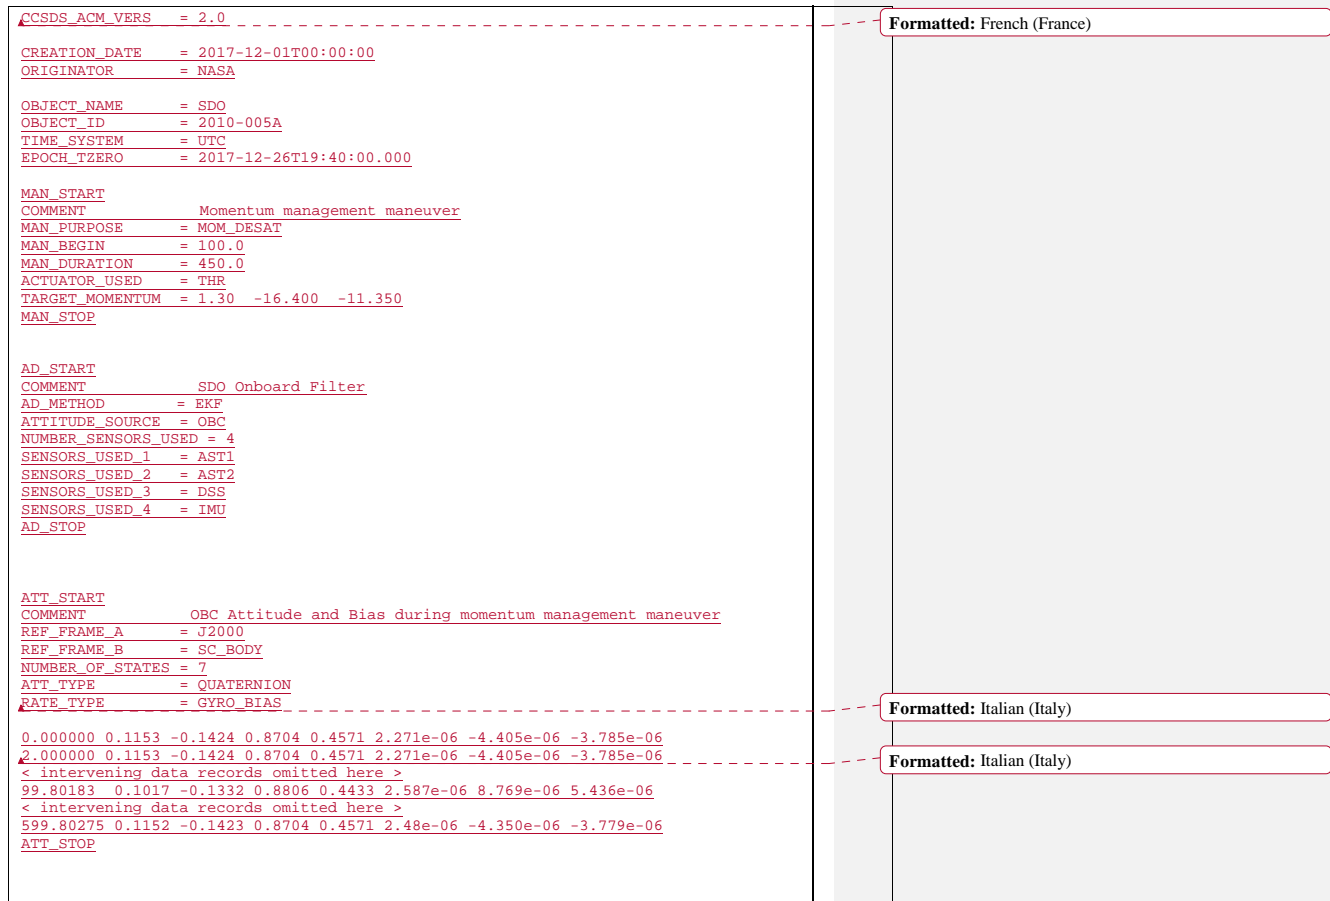 CCSDS_ACM_VERS   = 2.0
Formatted: French (France)
CREATION_DATE    = 2017-12-01T00:00:00
ORIGINATOR       = NASA
OBJECT_NAME      = SDO
OBJECT_ID        = 2010-005A
TIME_SYSTEM      = UTC
EPOCH_TZERO      = 2017-12-26T19:40:00.000
MAN_START
COMMENT            Momentum management maneuver
MAN_PURPOSE      = MOM_DESAT
MAN_BEGIN        = 100.0
MAN_DURATION     = 450.0
ACTUATOR_USED    = THR
TARGET_MOMENTUM  = 1.30  -16.400  -11.350
MAN_STOP
AD_START
COMMENT            SDO Onboard Filter
AD_METHOD        = EKF
ATTITUDE_SOURCE  = OBC
NUMBER_SENSORS_USED = 4
SENSORS_USED_1   = AST1
SENSORS_USED_2   = AST2
SENSORS_USED_3   = DSS
SENSORS_USED_4   = IMU
AD_STOP
ATT_START
COMMENT           OBC Attitude and Bias during momentum management maneuver
REF_FRAME_A      = J2000
REF_FRAME_B      = SC_BODY
NUMBER_OF_STATES = 7
ATT_TYPE         = QUATERNION
RATE_TYPE        = GYRO_BIAS
Formatted: Italian (Italy)
0.000000 0.1153 -0.1424 0.8704 0.4571 2.271e-06 -4.405e-06 -3.785e-06
2.000000 0.1153 -0.1424 0.8704 0.4571 2.271e-06 -4.405e-06 -3.785e-06
Formatted: Italian (Italy)
< intervening data records omitted here >
99.80183  0.1017 -0.1332 0.8806 0.4433 2.587e-06 8.769e-06 5.436e-06
< intervening data records omitted here >
599.80275 0.1152 -0.1423 0.8704 0.4571 2.48e-06 -4.350e-06 -3.779e-06
ATT_STOP